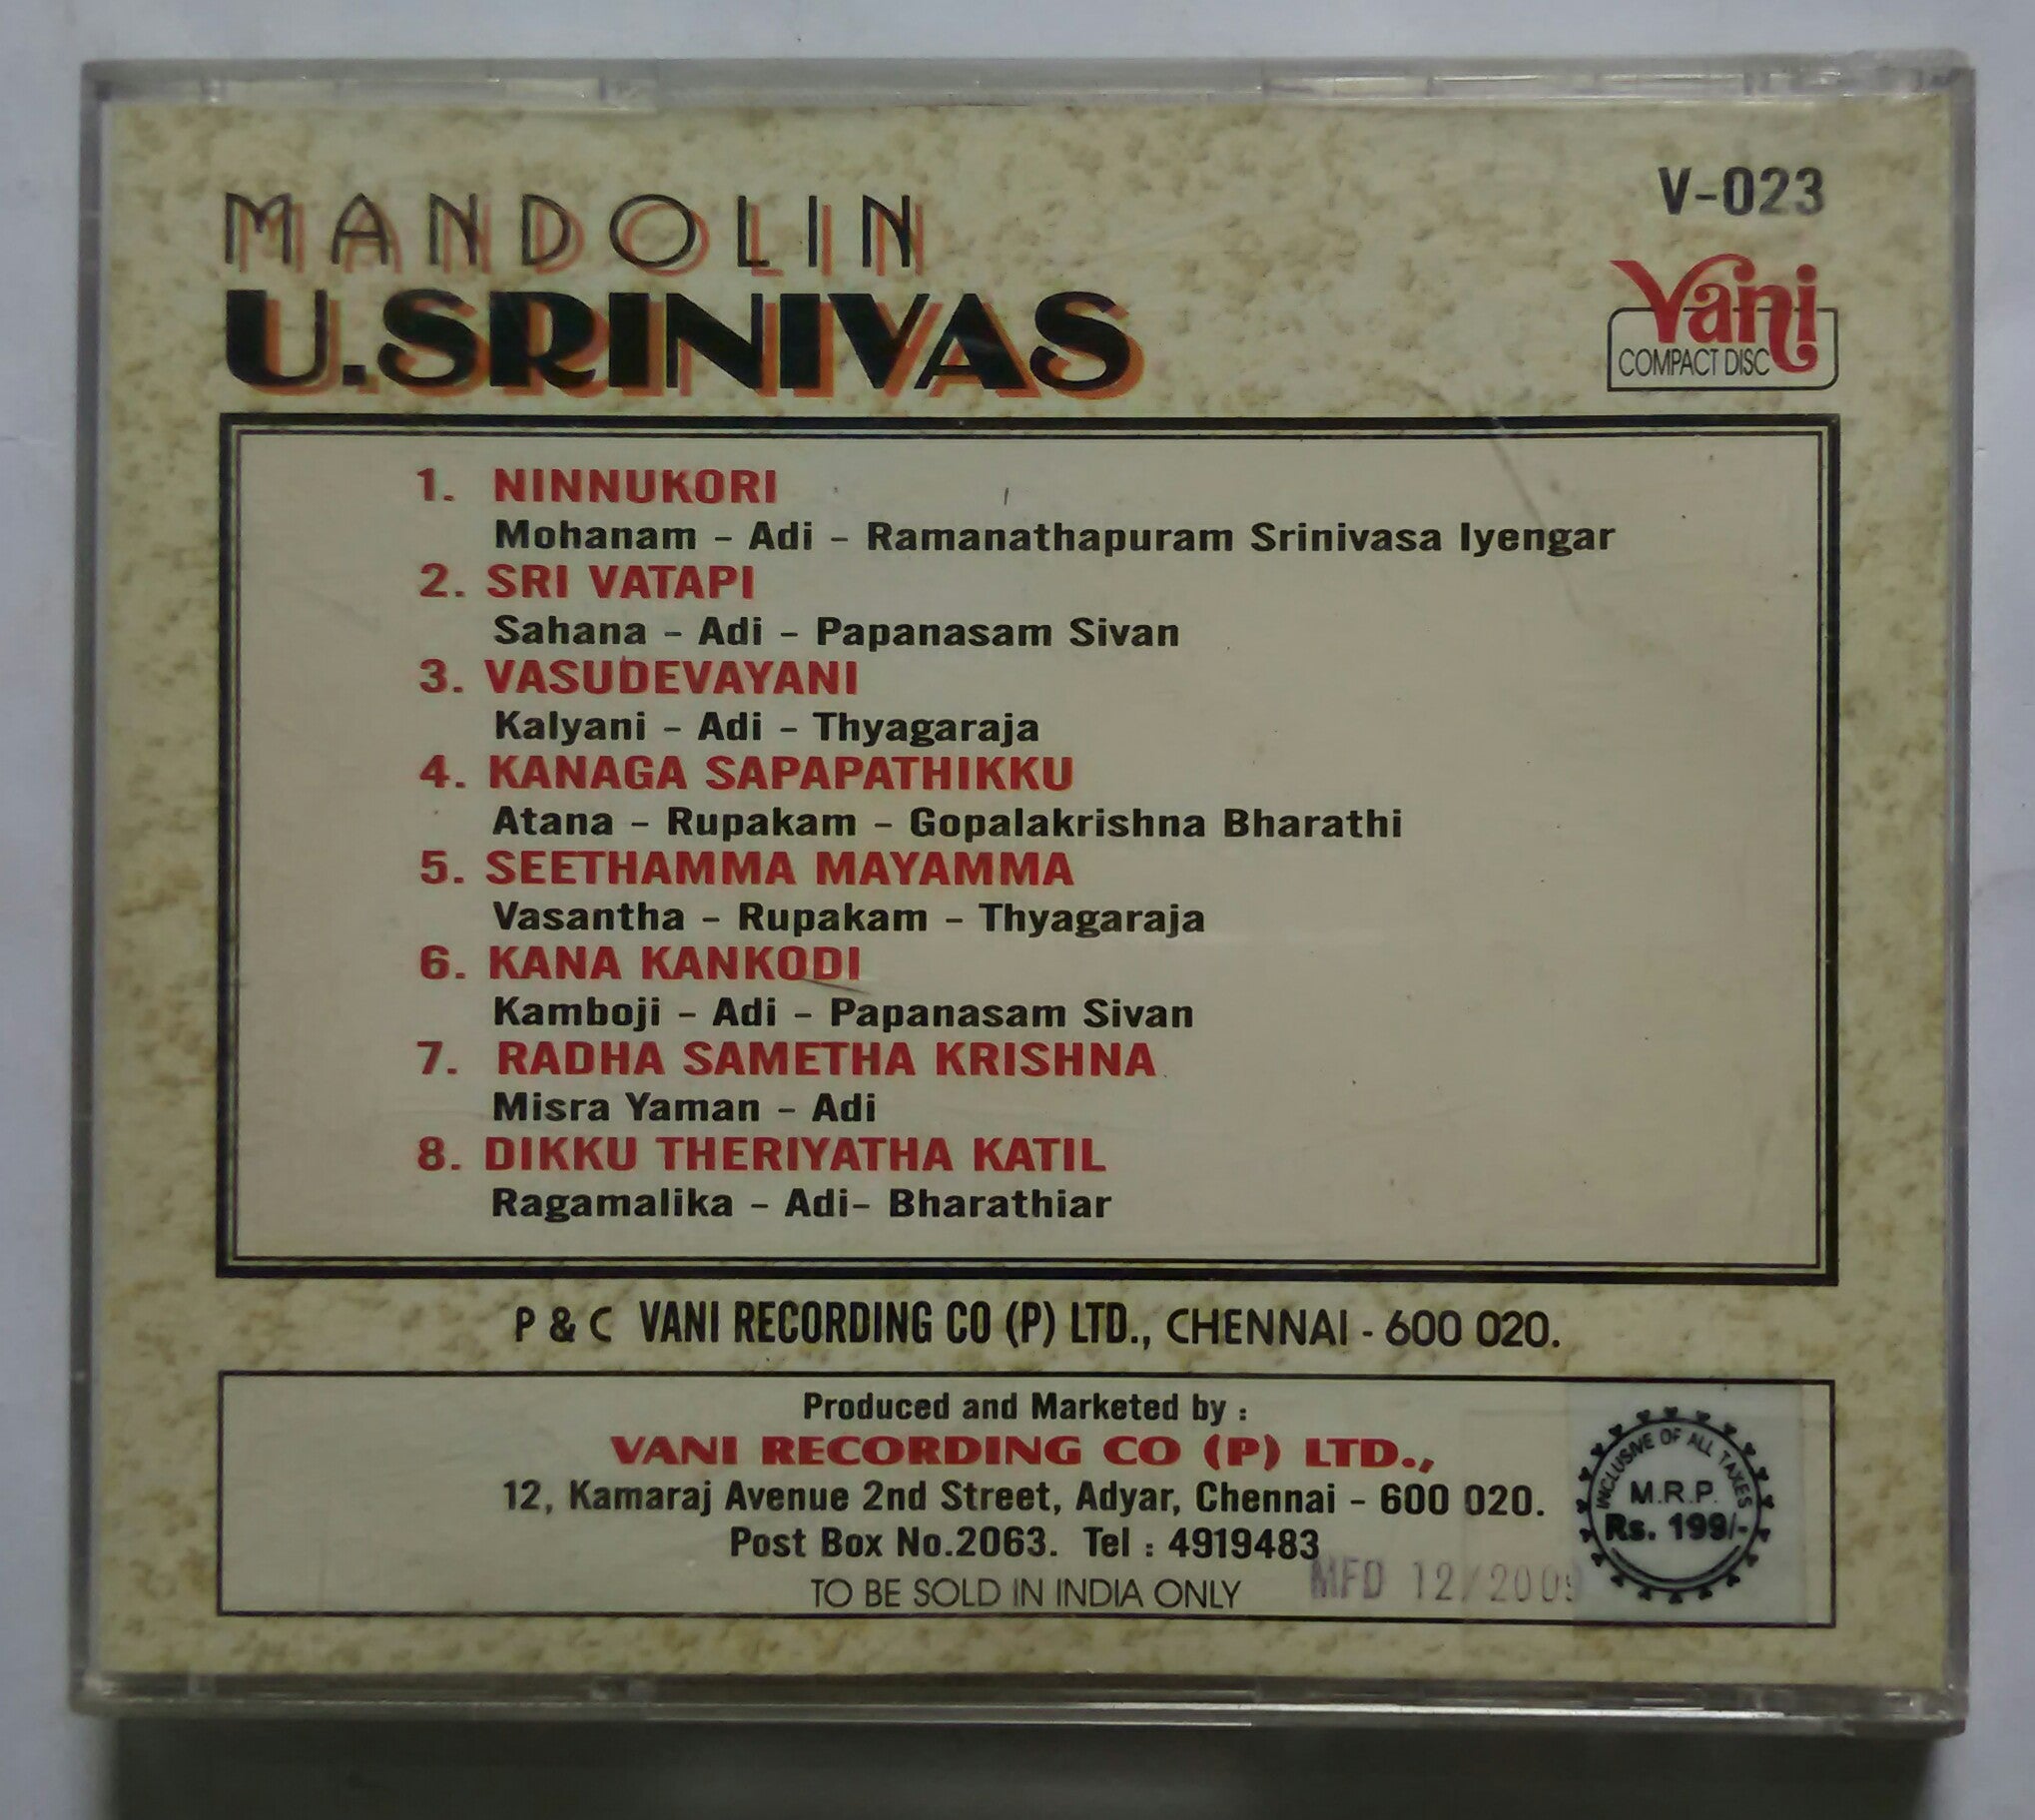 MANDOLIN
U.SRINIVAS
V-023
Vani
COMPACT DISC
1. NINNUKORI
Mohanam - Adi - Ramanathapuram Srinivasa Iyengar
2. SRI VATAPI
Sahana - Adi - Papanasam Sivan
3. VASUDEVAYANI
Kalyani - Adi - Thyagaraja
4. KANAGA SAPAPATHIKKU
Atana - Rupakam - Gopalakrishna Bharathi
5. SEETHAMMA MAYAMMA
Vasantha - Rupakam - Thyagaraja
6. KANA KANKODI
Kamboji - Adi - Papanasam Sivan
7. RADHA SAMETHA KRISHNA
Misra Yaman - Adi
8. DIKKU THERIYATHA KATIL
Ragamalika - Adi- Bharathiar
P & C VANI RECORDING CO (P) LTD., CHENNAI - 600 020.
Produced and Marketed by :
VANI RECORDING CO (P) LTD.,
12, Kamaraj Avenue 2nd Street, Adyar, Chennai - 600 020.
Post Box No.2063. Tel : 4919483
TO BE SOLD IN INDIA ONLY
MFD 12/2009
INCLUSIVE OF ALL TAXES
M.R.P.
Rs. 199/-